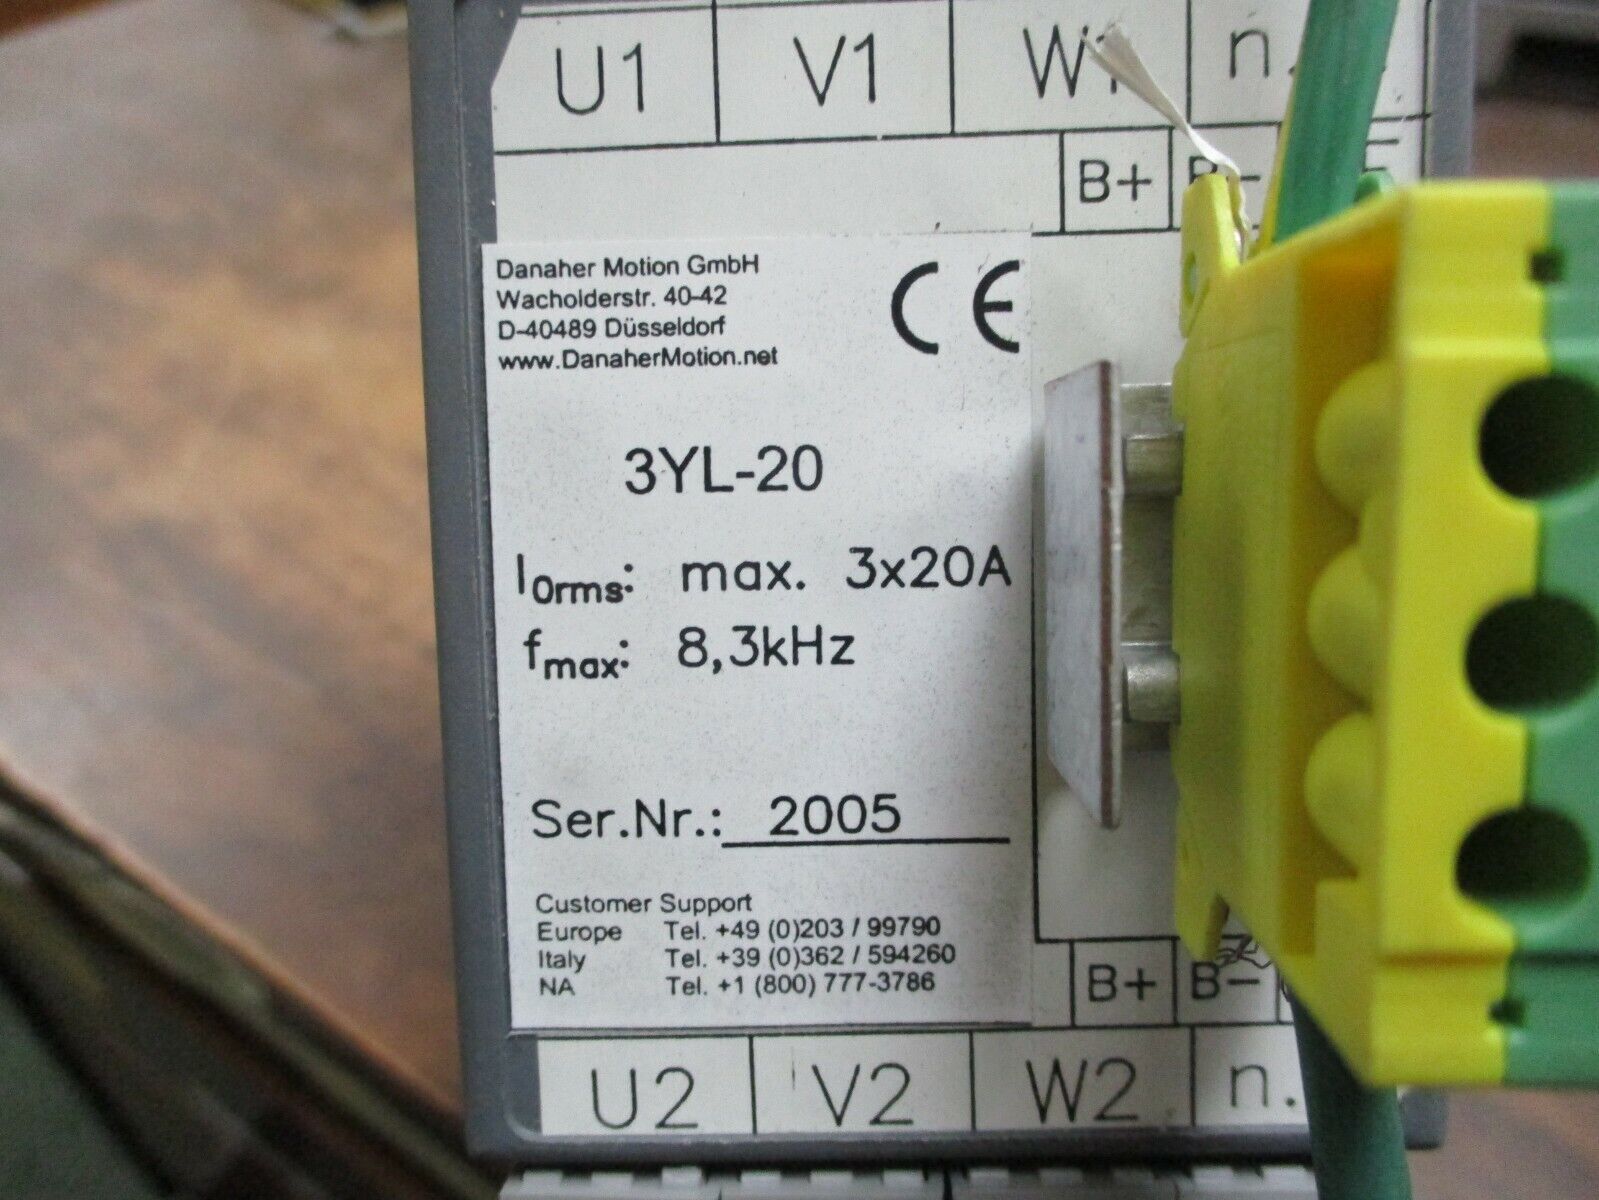 U1 V1 W1 n.
B+ B-
Danaher Motion GmbH
Wacholderstr. 40-42
D-40489 Düsseldorf
www.DanaherMotion.net
CE
3YL-20
I0rms: max. 3x20A
fmax: 8,3kHz
Ser.Nr.: 2005
Customer Support
Europe Tel. +49 (0)203 / 99790
Italy Tel. +39 (0)362 / 594260
NA Tel. +1 (800) 777-3786
B+ B-
U2 V2 W2 n.